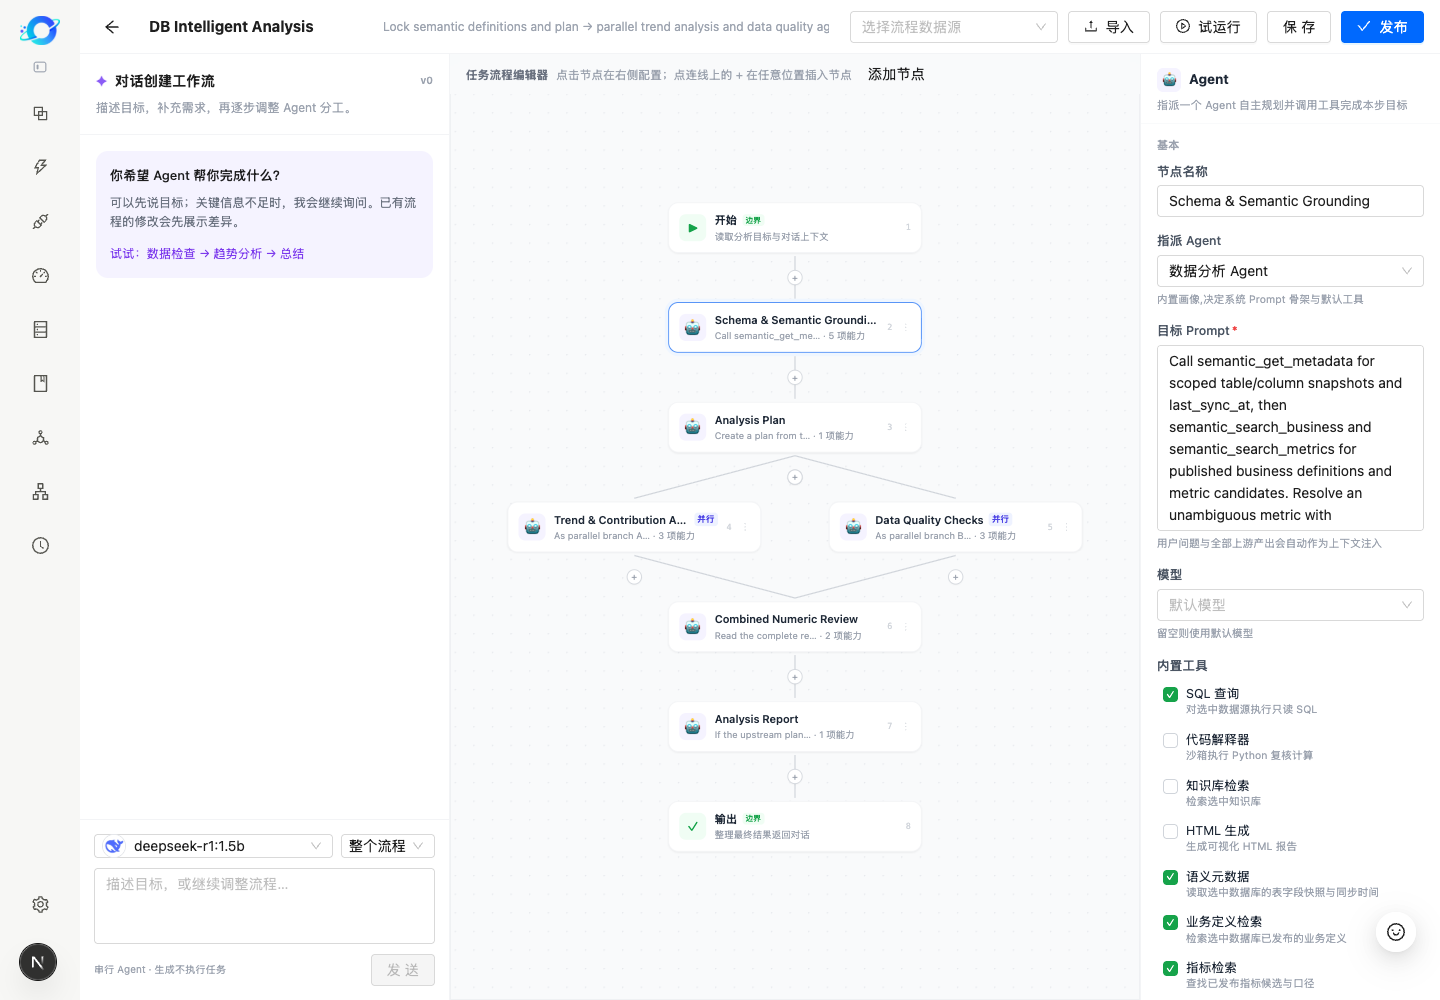 DB Intelligent Analysis
Lock semantic definitions and plan → parallel trend analysis and data quality ag
选择流程数据源
导入
试运行
保 存
发布
对话创建工作流
v0
描述目标，补充需求，再逐步调整 Agent 分工。
你希望 Agent 帮你完成什么？
可以先说目标；关键信息不足时，我会继续询问。已有流
程的修改会先展示差异。
试试：数据检查 → 趋势分析 → 总结
deepseek-r1:1.5b
整个流程
描述目标，或继续调整流程...
串行 Agent · 生成不执行任务
发 送
N
任务流程编辑器
点击节点在右侧配置；点连线上的 + 在任意位置插入节点
添加节点
开始 边界
读取分析目标与对话上下文
1
Schema & Semantic Groundi...
Call semantic_get_me... · 5 项能力
2
Analysis Plan
Create a plan from t... · 1 项能力
3
Trend & Contribution A... 并行
As parallel branch A... · 3 项能力
4
Data Quality Checks 并行
As parallel branch B... · 3 项能力
5
Combined Numeric Review
Read the complete re... · 2 项能力
6
Analysis Report
If the upstream plan... · 1 项能力
7
输出 边界
整理最终结果返回对话
8
Agent
指派一个 Agent 自主规划并调用工具完成本步目标
基本
节点名称
Schema & Semantic Grounding
指派 Agent
数据分析 Agent
内置画像,决定系统 Prompt 骨架与默认工具
目标 Prompt *
Call semantic_get_metadata for
scoped table/column snapshots and
last_sync_at, then
semantic_search_business and
semantic_search_metrics for
published business definitions and
metric candidates. Resolve an
unambiguous metric with
用户问题与全部上游产出会自动作为上下文注入
模型
默认模型
留空则使用默认模型
内置工具
SQL 查询
对选中数据源执行只读 SQL
代码解释器
沙箱执行 Python 复核计算
知识库检索
检索选中知识库
HTML 生成
生成可视化 HTML 报告
语义元数据
读取选中数据库的表字段快照与同步时间
业务定义检索
检索选中数据库已发布的业务定义
指标检索
查找已发布指标候选与口径